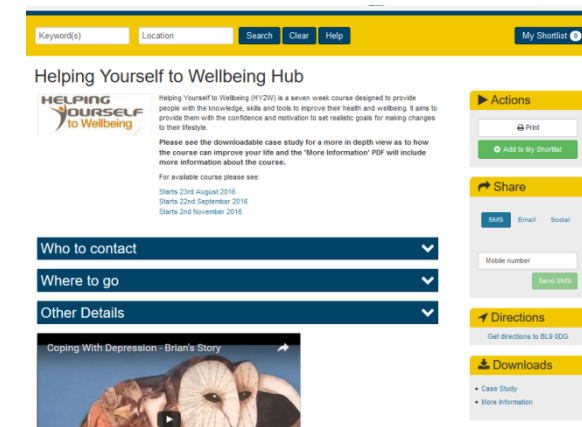 Keyword(s) Location Search Clear Help My Shortlist 0
Helping Yourself to Wellbeing Hub
HELPING
YOURSELF
to Wellbeing
Helping Yourself to Wellbeing (HY2W) is a seven week course designed to provide
people with the knowledge, skills and tools to improve their health and wellbeing. It aims to
provide them with the confidence and motivation to set realistic goals for making changes
to their lifestyle.
Please see the downloadable case study for a more in depth view as to how
the course can improve your life and the 'More Information' PDF will include
more information about the course.
For available course please see:
Starts 23rd August 2016
Starts 22nd September 2016
Starts 2nd November 2016
Who to contact
Where to go
Other Details
Coping With Depression - Brian's Story
Actions
Print
Add to My Shortlist
Share
SMS Email Social
Mobile number
Send SMS
Directions
Get directions to BL9 0DG
Downloads
• Case Study
• More Information